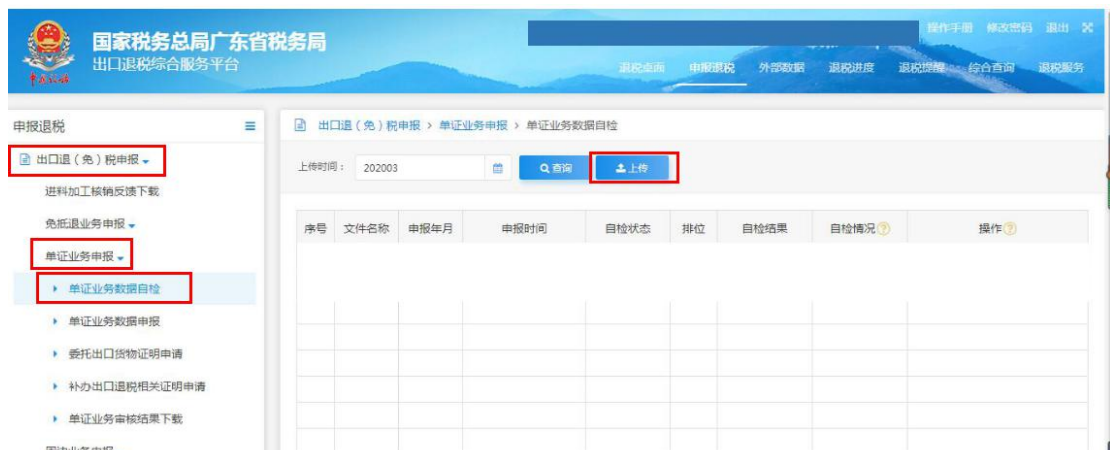 国家税务总局广东省税务局
出口退税综合服务平台
操作手册 修改密码 退出
退税桌面 申报退税 外部数据 退税进度 退税提醒 综合查询 退税服务
申报退税
出口退（免）税申报
进料加工核销反馈下载
免抵退业务申报
单证业务申报
单证业务数据自检
单证业务数据申报
委托出口货物证明申请
补办出口退税相关证明申请
单证业务审核结果下载
出口退（免）税申报 > 单证业务申报 > 单证业务数据自检
上传时间： 202003 查询 上传
序号 文件名称 申报年月 申报时间 自检状态 排位 自检结果 自检情况 操作